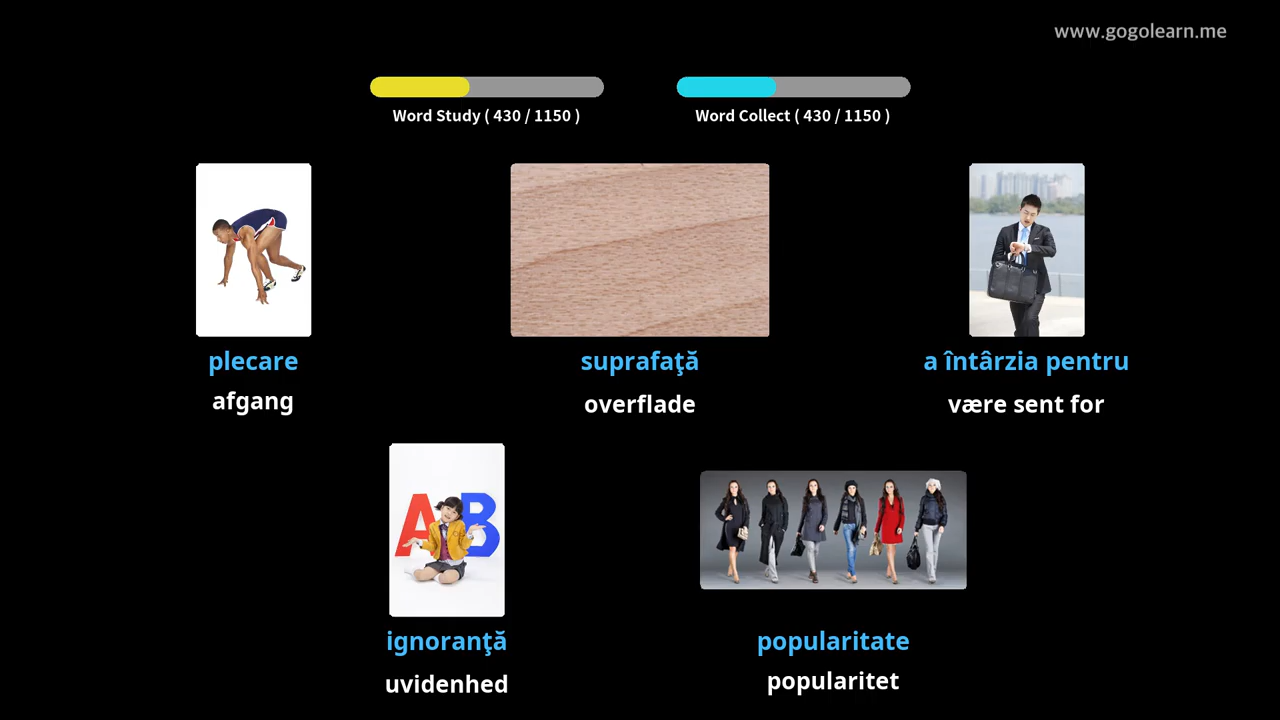 www.gogolearn.me
Word Study ( 430 / 1150 )
Word Collect ( 430 / 1150 )
plecare
afgang
suprafaţă
overflade
a întârzia pentru
være sent for
ignoranţă
uvidenhed
popularitate
popularitet
AB